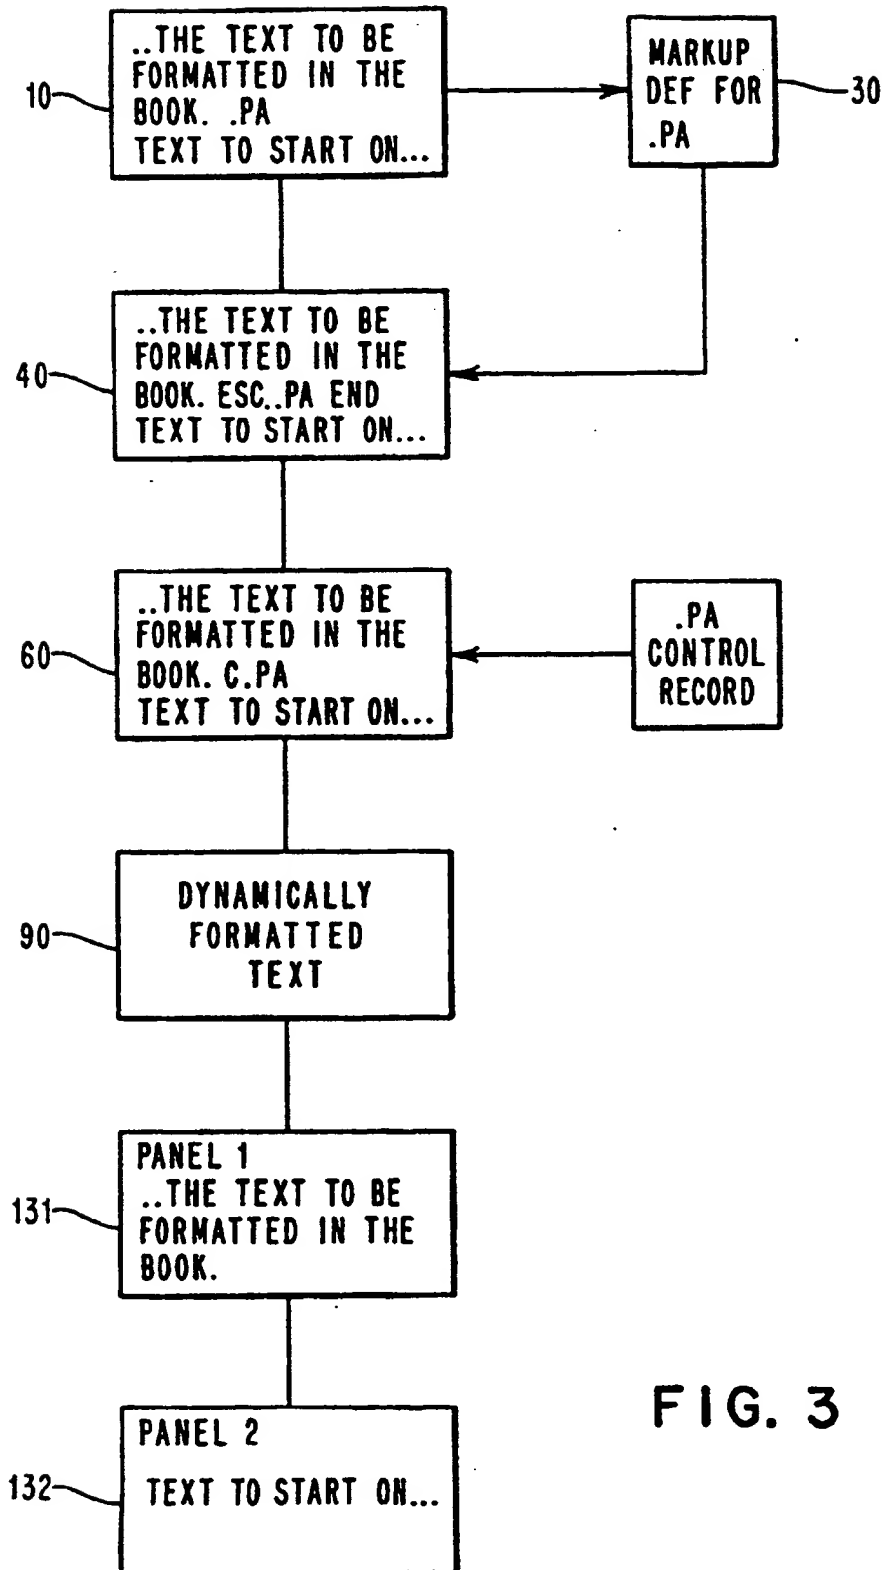 ..THE TEXT TO BE
FORMATTED IN THE
BOOK. .PA
TEXT TO START ON...
10
MARKUP
DEF FOR
.PA
30
..THE TEXT TO BE
FORMATTED IN THE
BOOK. ESC..PA END
TEXT TO START ON...
40
..THE TEXT TO BE
FORMATTED IN THE
BOOK. C.PA
TEXT TO START ON...
60
.PA
CONTROL
RECORD
DYNAMICALLY
FORMATTED
TEXT
90
PANEL 1
..THE TEXT TO BE
FORMATTED IN THE
BOOK.
131
PANEL 2
TEXT TO START ON...
132
FIG. 3